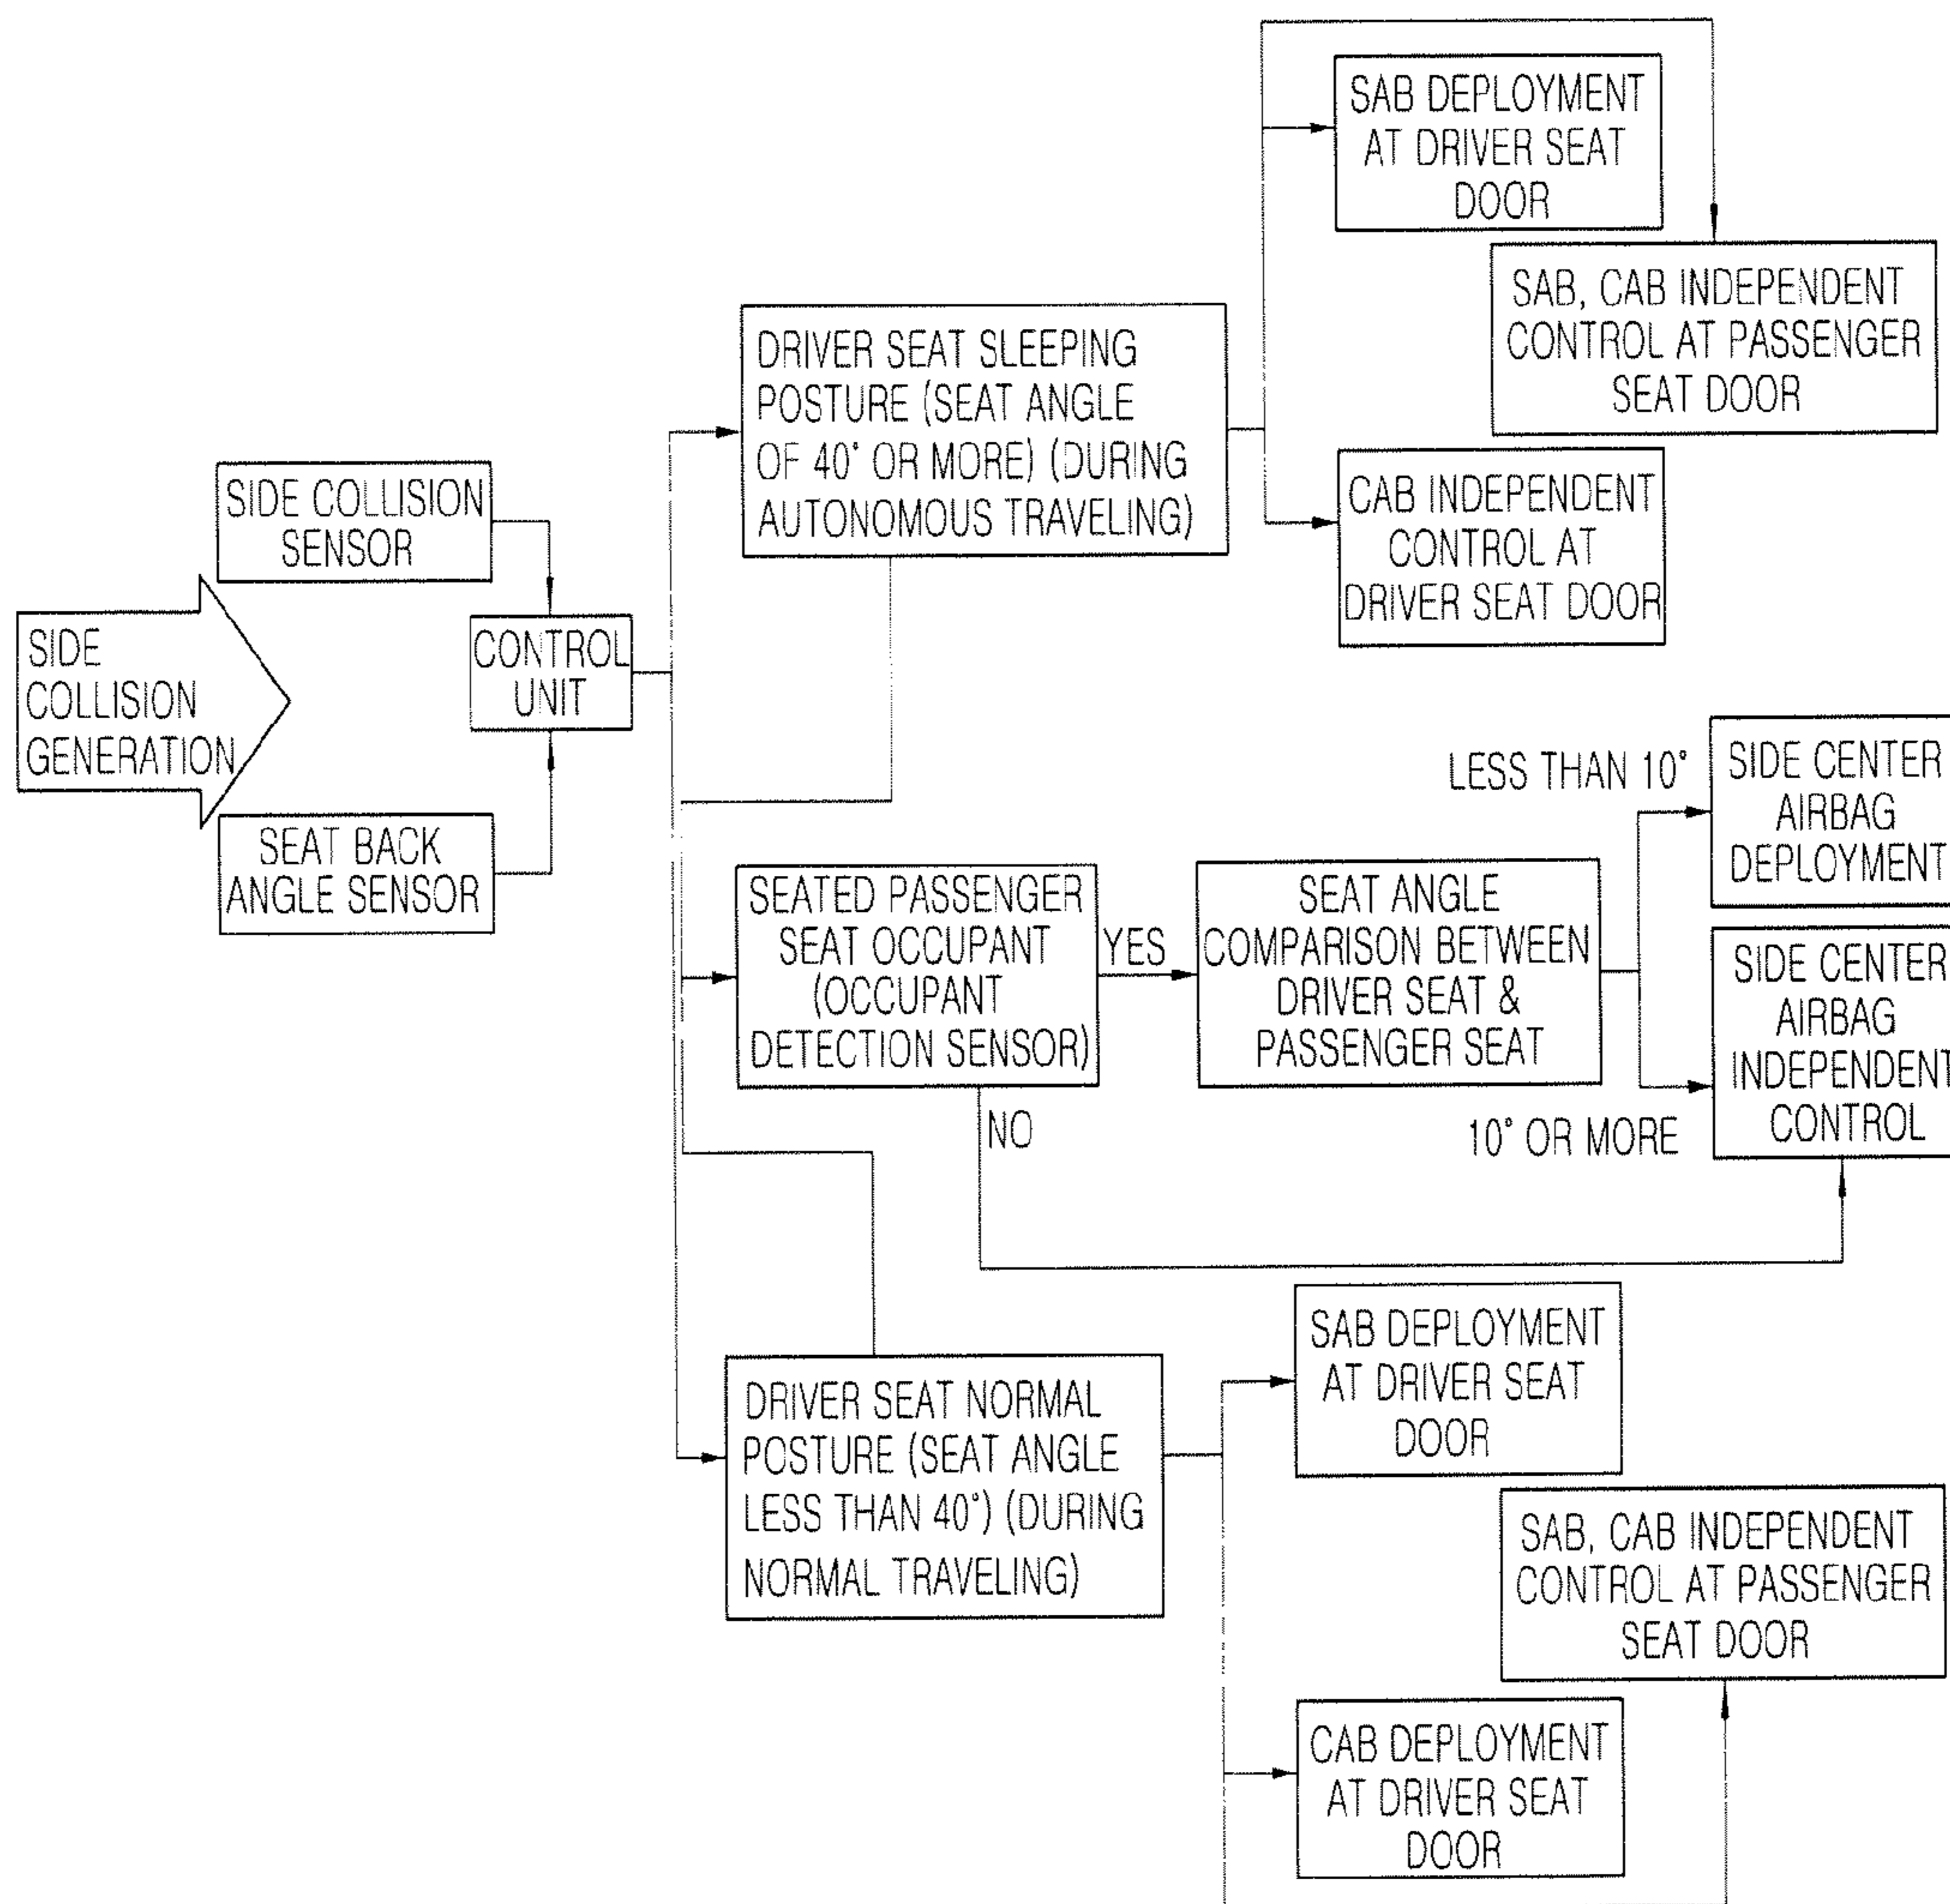 SIDE
COLLISION
GENERATION
SIDE COLLISION
SENSOR
CONTROL
UNIT
SEAT BACK
ANGLE SENSOR
DRIVER SEAT SLEEPING
POSTURE (SEAT ANGLE
OF 40° OR MORE) (DURING
AUTONOMOUS TRAVELING)
SAB DEPLOYMENT
AT DRIVER SEAT
DOOR
SAB, CAB INDEPENDENT
CONTROL AT PASSENGER
SEAT DOOR
CAB INDEPENDENT
CONTROL AT
DRIVER SEAT DOOR
SEATED PASSENGER
SEAT OCCUPANT
(OCCUPANT
DETECTION SENSOR)
YES
NO
SEAT ANGLE
COMPARISON BETWEEN
DRIVER SEAT &
PASSENGER SEAT
LESS THAN 10°
SIDE CENTER
AIRBAG
DEPLOYMENT
10° OR MORE
SIDE CENTER
AIRBAG
INDEPENDENT
CONTROL
DRIVER SEAT NORMAL
POSTURE (SEAT ANGLE
LESS THAN 40°) (DURING
NORMAL TRAVELING)
SAB DEPLOYMENT
AT DRIVER SEAT
DOOR
SAB, CAB INDEPENDENT
CONTROL AT PASSENGER
SEAT DOOR
CAB DEPLOYMENT
AT DRIVER SEAT
DOOR